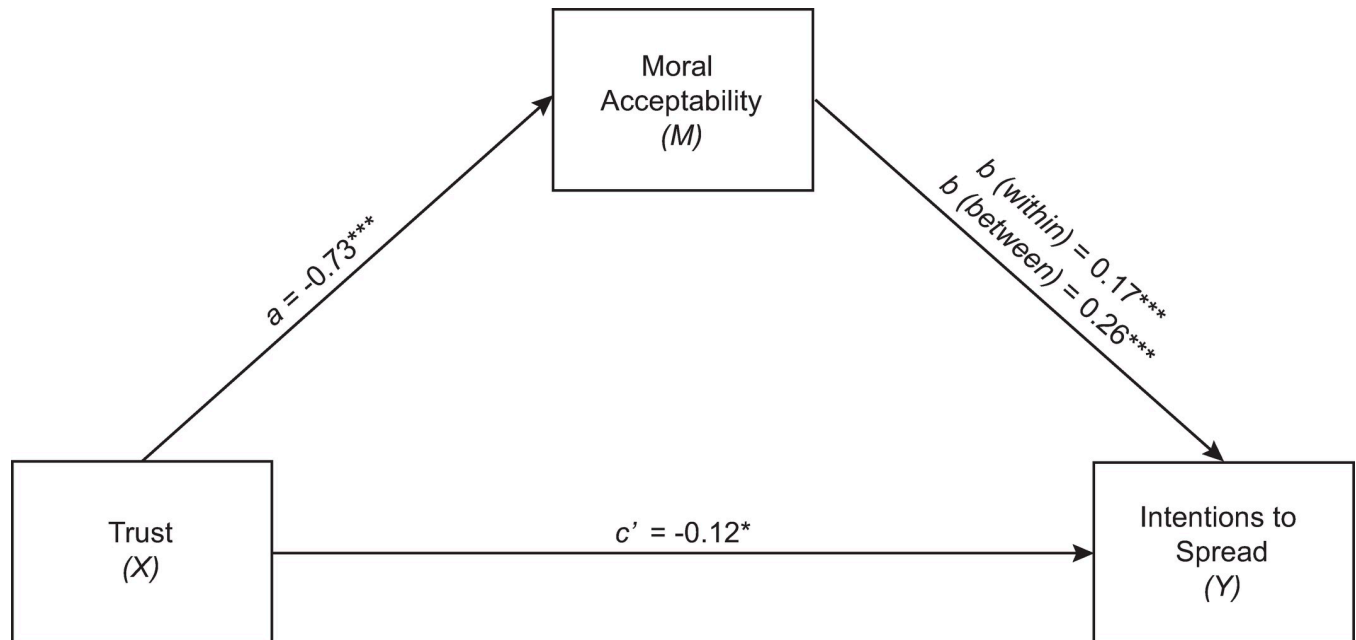 Moral
Acceptability
(M)
a = -0.73***
b (within) = 0.17***
b (between) = 0.26***
Trust
(X)
c’ = -0.12*
Intentions to
Spread
(Y)